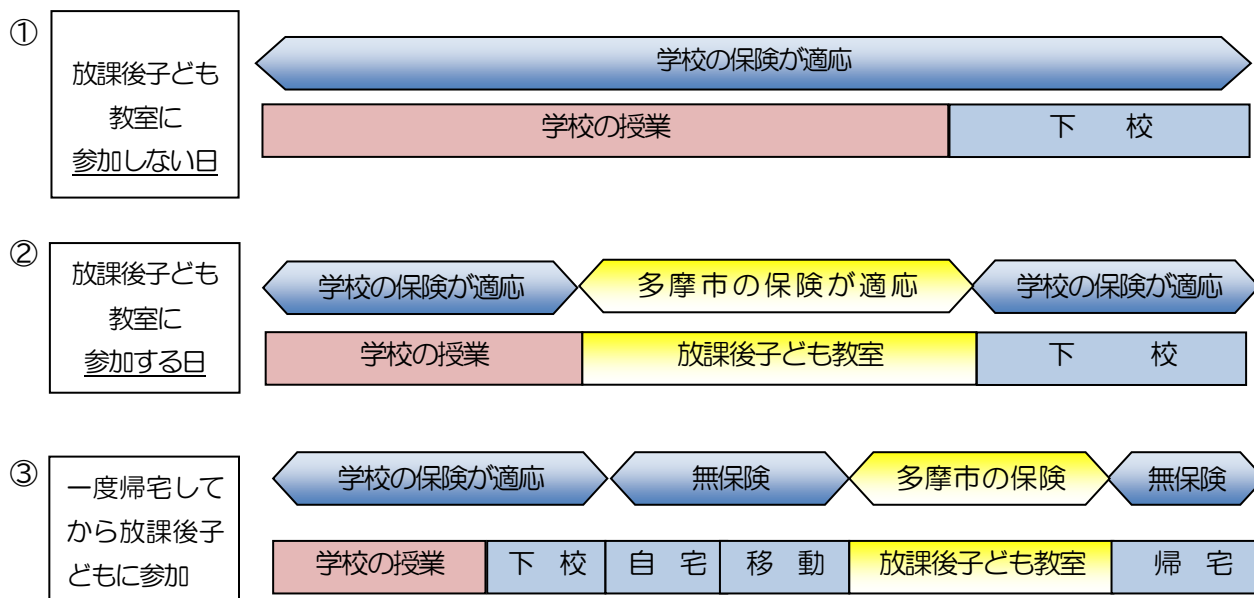 ①
放課後子ども
教室に
参加しない日
学校の保険が適応
学校の授業
下　校
②
放課後子ども
教室に
参加する日
学校の保険が適応
多摩市の保険が適応
学校の保険が適応
学校の授業
放課後子ども教室
下　校
③
一度帰宅して
から放課後子
どもに参加
学校の保険が適応
無保険
多摩市の保険
無保険
学校の授業
下　校
自　宅
移　動
放課後子ども教室
帰　宅